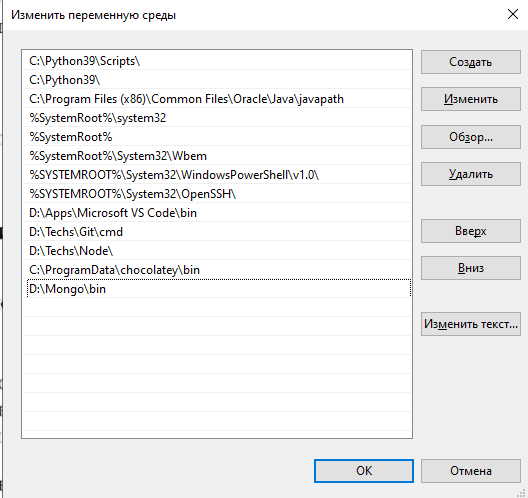 Изменить переменную среды
C:\Python39\Scripts\
C:\Python39\
C:\Program Files (x86)\Common Files\Oracle\Java\javapath
%SystemRoot%\system32
%SystemRoot%
%SystemRoot%\System32\Wbem
%SYSTEMROOT%\System32\WindowsPowerShell\v1.0\
%SYSTEMROOT%\System32\OpenSSH\
D:\Apps\Microsoft VS Code\bin
D:\Techs\Git\cmd
D:\Techs\Node\
C:\ProgramData\chocolatey\bin
D:\Mongo\bin
Создать
Изменить
Обзор...
Удалить
Вверх
Вниз
Изменить текст...
OK
Отмена